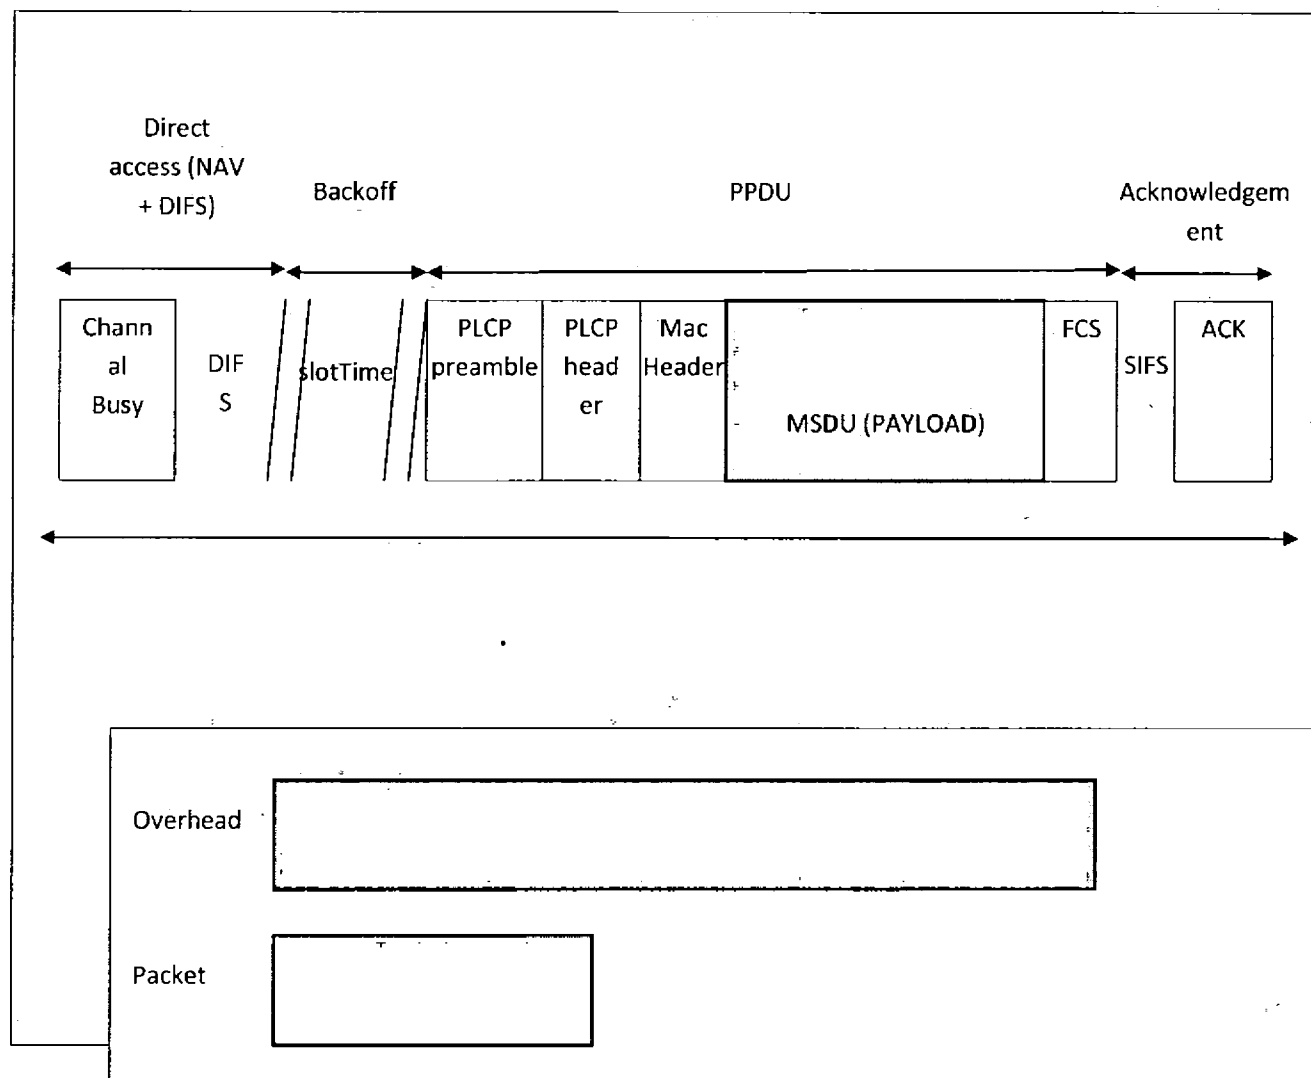 Direct
access (NAV
+ DIFS)
Backoff
PPDU
Acknowledgem
ent
Chann
al
Busy
DIF
S
slotTime
PLCP
preamble
PLCP
head
er
Mac
Header
MSDU (PAYLOAD)
FCS
SIFS
ACK
Overhead
Packet